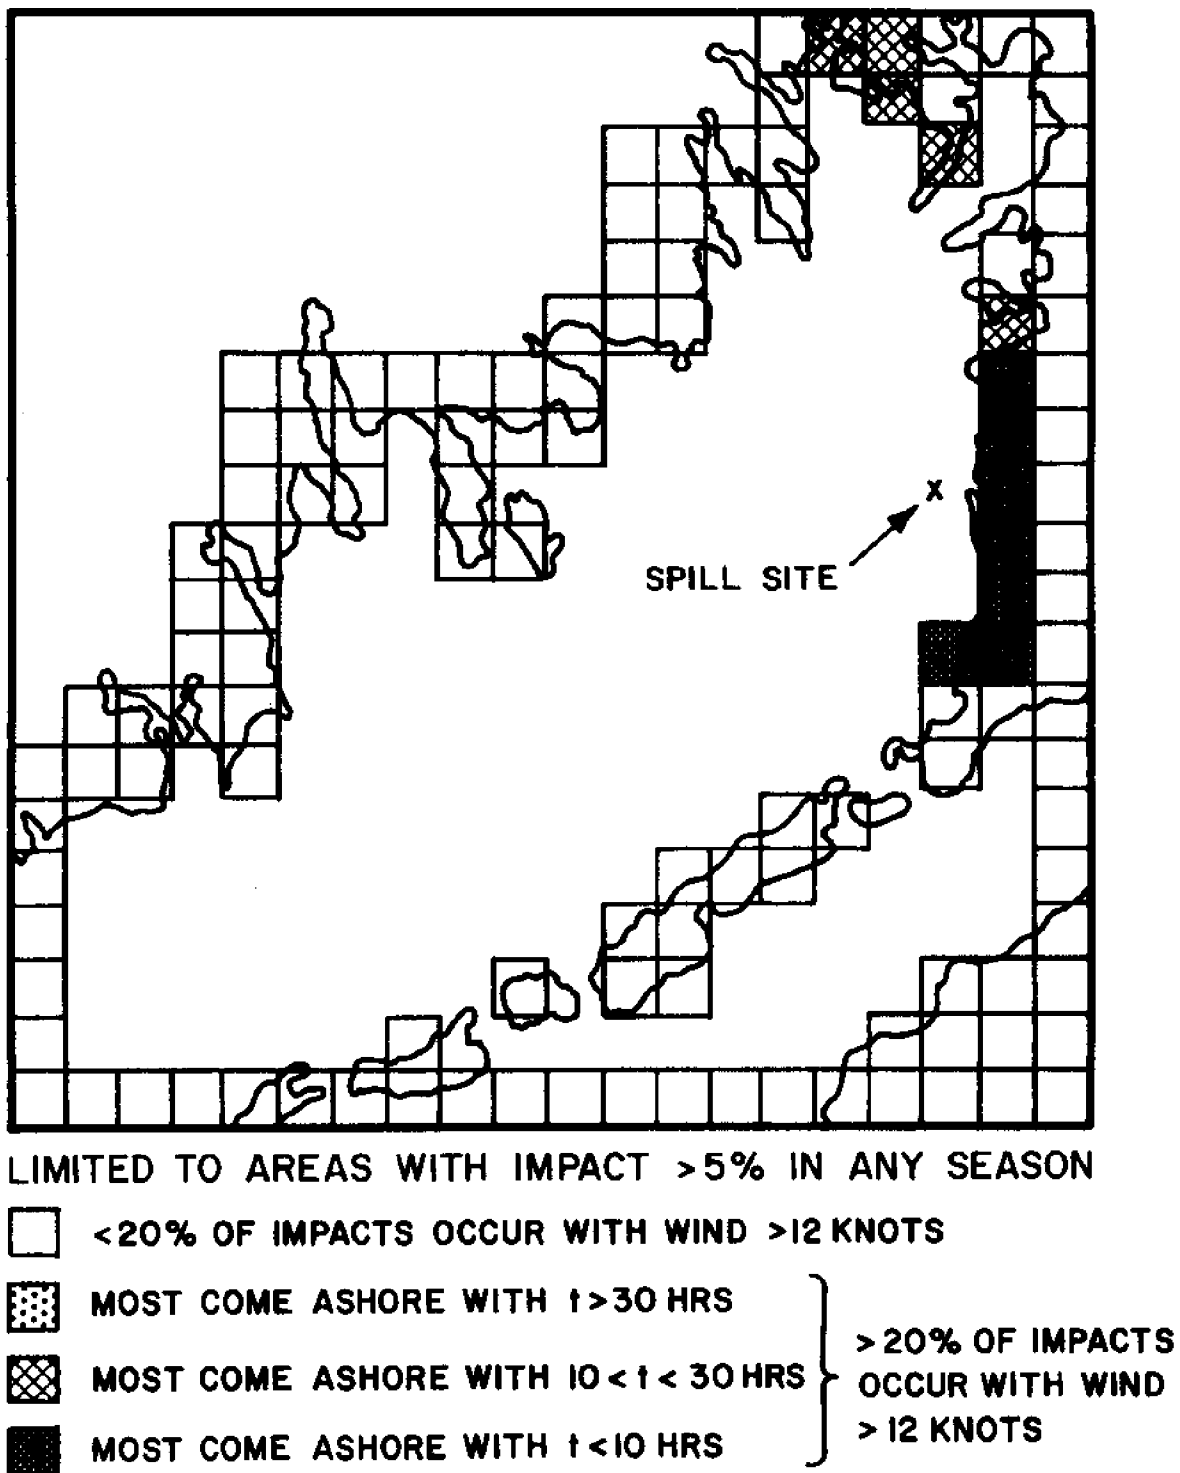 X
SPILL SITE
LIMITED TO AREAS WITH IMPACT >5% IN ANY SEASON
<20% OF IMPACTS OCCUR WITH WIND >12 KNOTS
MOST COME ASHORE WITH t>30 HRS
MOST COME ASHORE WITH 10<t<30 HRS
MOST COME ASHORE WITH t<10 HRS
>20% OF IMPACTS
OCCUR WITH WIND
>12 KNOTS